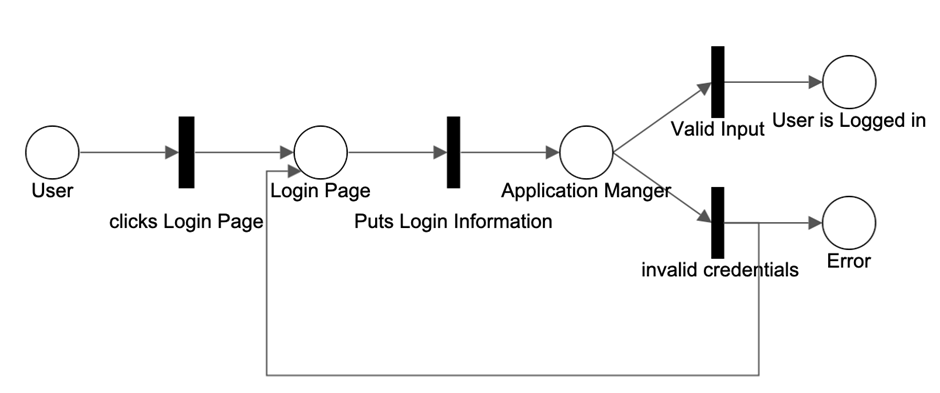 User
clicks Login Page
Login Page
Puts Login Information
Application Manger
Valid Input
User is Logged in
invalid credentials
Error